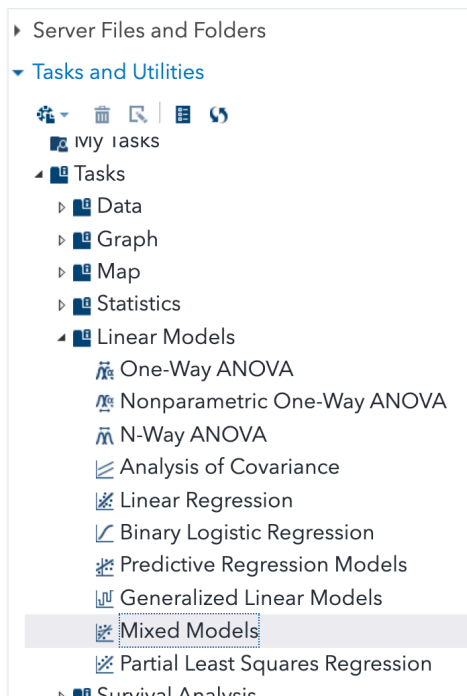 Server Files and Folders
Tasks and Utilities
My Tasks
Tasks
Data
Graph
Map
Statistics
Linear Models
One-Way ANOVA
Nonparametric One-Way ANOVA
N-Way ANOVA
Analysis of Covariance
Linear Regression
Binary Logistic Regression
Predictive Regression Models
Generalized Linear Models
Mixed Models
Partial Least Squares Regression
Survival Analysis